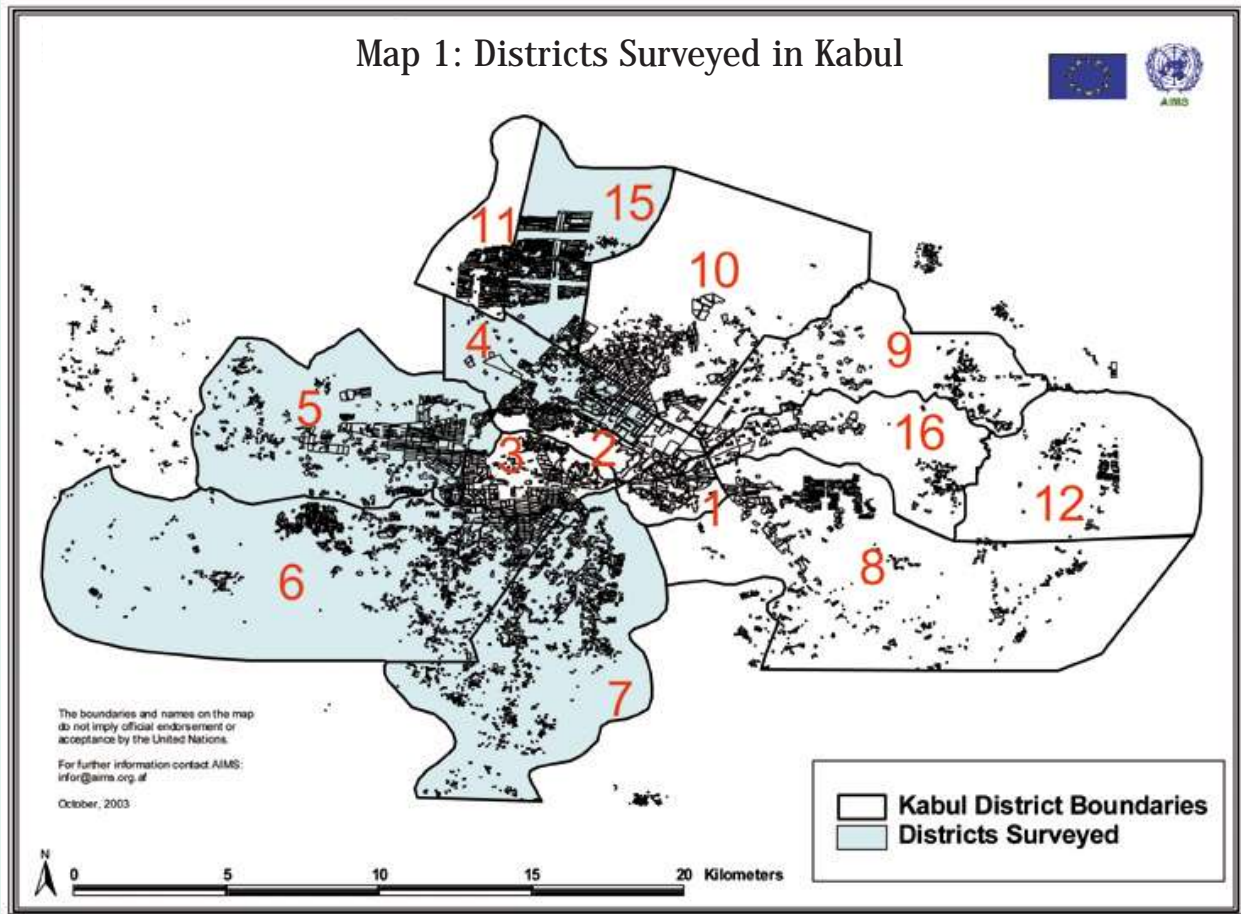 Map 1: Districts Surveyed in Kabul
AIMS
15
11
10
4
9
5
16
3
2
12
1
8
6
7
The boundaries and names on the map
do not imply official endorsement or
acceptance by the United Nations.
For further information contact AIMS:
infor@aims.org.af
October, 2003
Kabul District Boundaries
Districts Surveyed
N
0 5 10 15 20 Kilometers